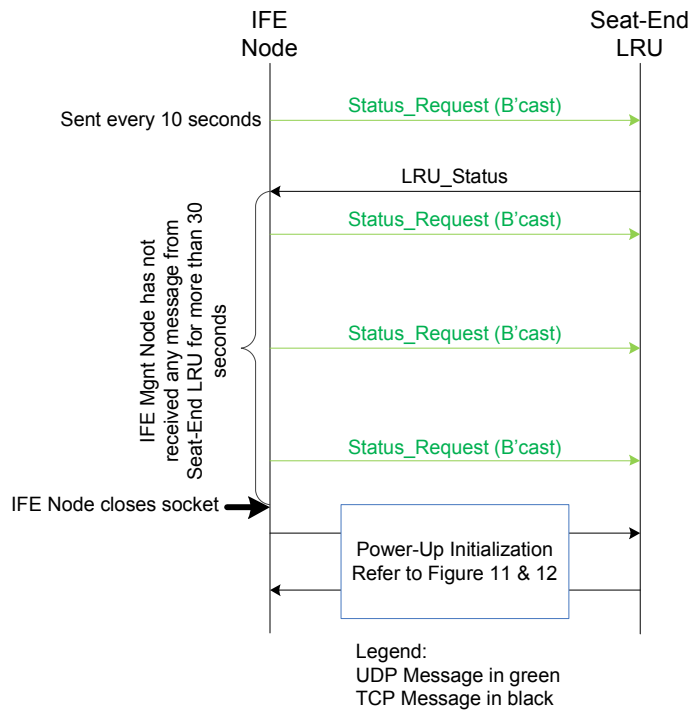 IFE
Node
Seat-End
LRU
Sent every 10 seconds
Status_Request (B'cast)
LRU_Status
Status_Request (B'cast)
IFE Mgnt Node has not
received any message from
Seat-End LRU for more than 30
seconds
Status_Request (B'cast)
Status_Request (B'cast)
IFE Node closes socket
Power-Up Initialization
Refer to Figure 11 & 12
Legend:
UDP Message in green
TCP Message in black